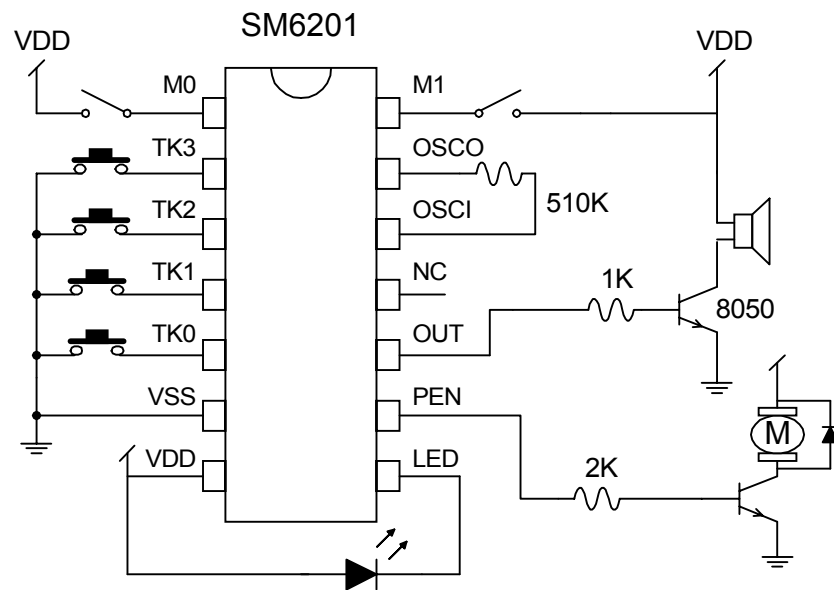 SM6201
VDD
VDD
M0
M1
TK3
OSCO
TK2
OSCI
510K
TK1
NC
1K
8050
TK0
OUT
VSS
PEN
M
VDD
LED
2K